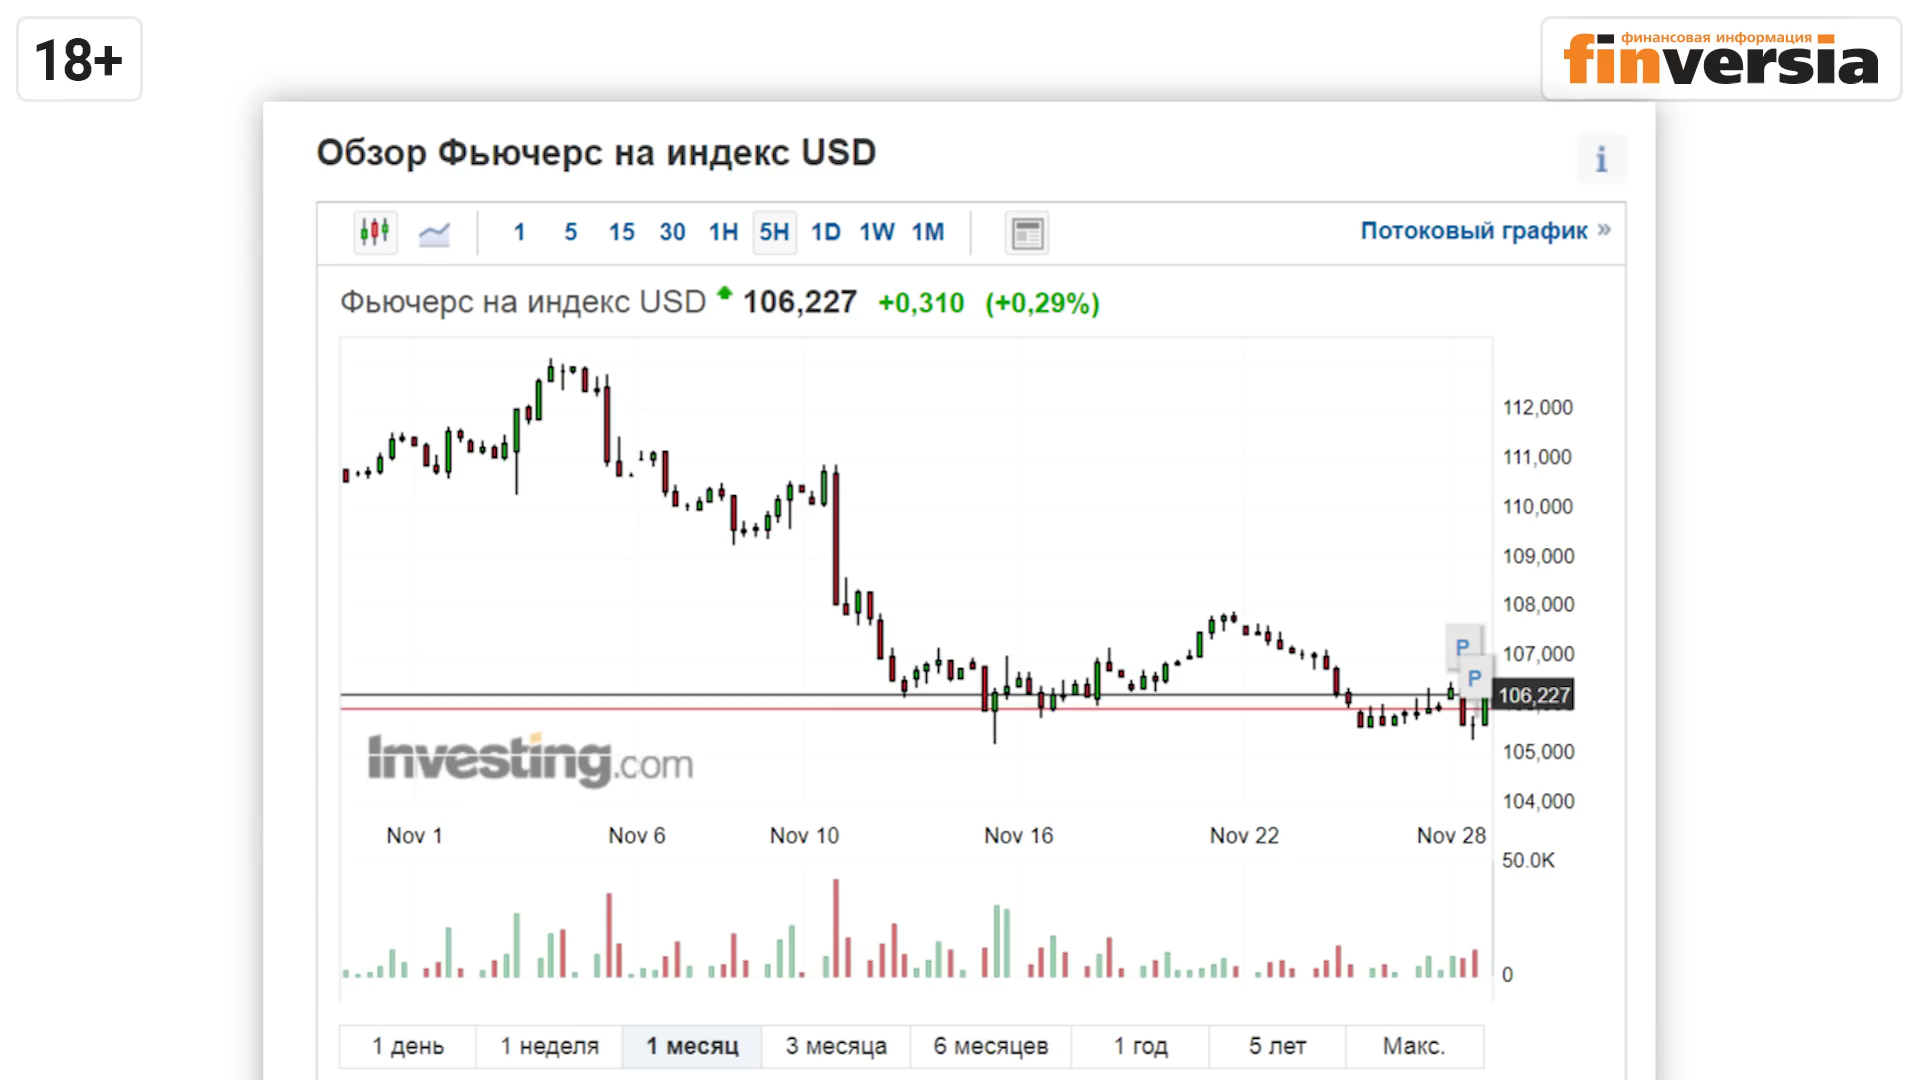 18+
финансовая информация
finversia
Обзор Фьючерс на индекс USD
i
1 5 15 30 1H 5H 1D 1W 1M
Потоковый график »
Фьючерс на индекс USD 106,227 +0,310 (+0,29%)
112,000
111,000
110,000
109,000
108,000
P
107,000
P
106,227
105,000
104,000
Investing.com
Nov 1 Nov 6 Nov 10 Nov 16 Nov 22 Nov 28
50.0K
0
1 день 1 неделя 1 месяц 3 месяца 6 месяцев 1 год 5 лет Макс.